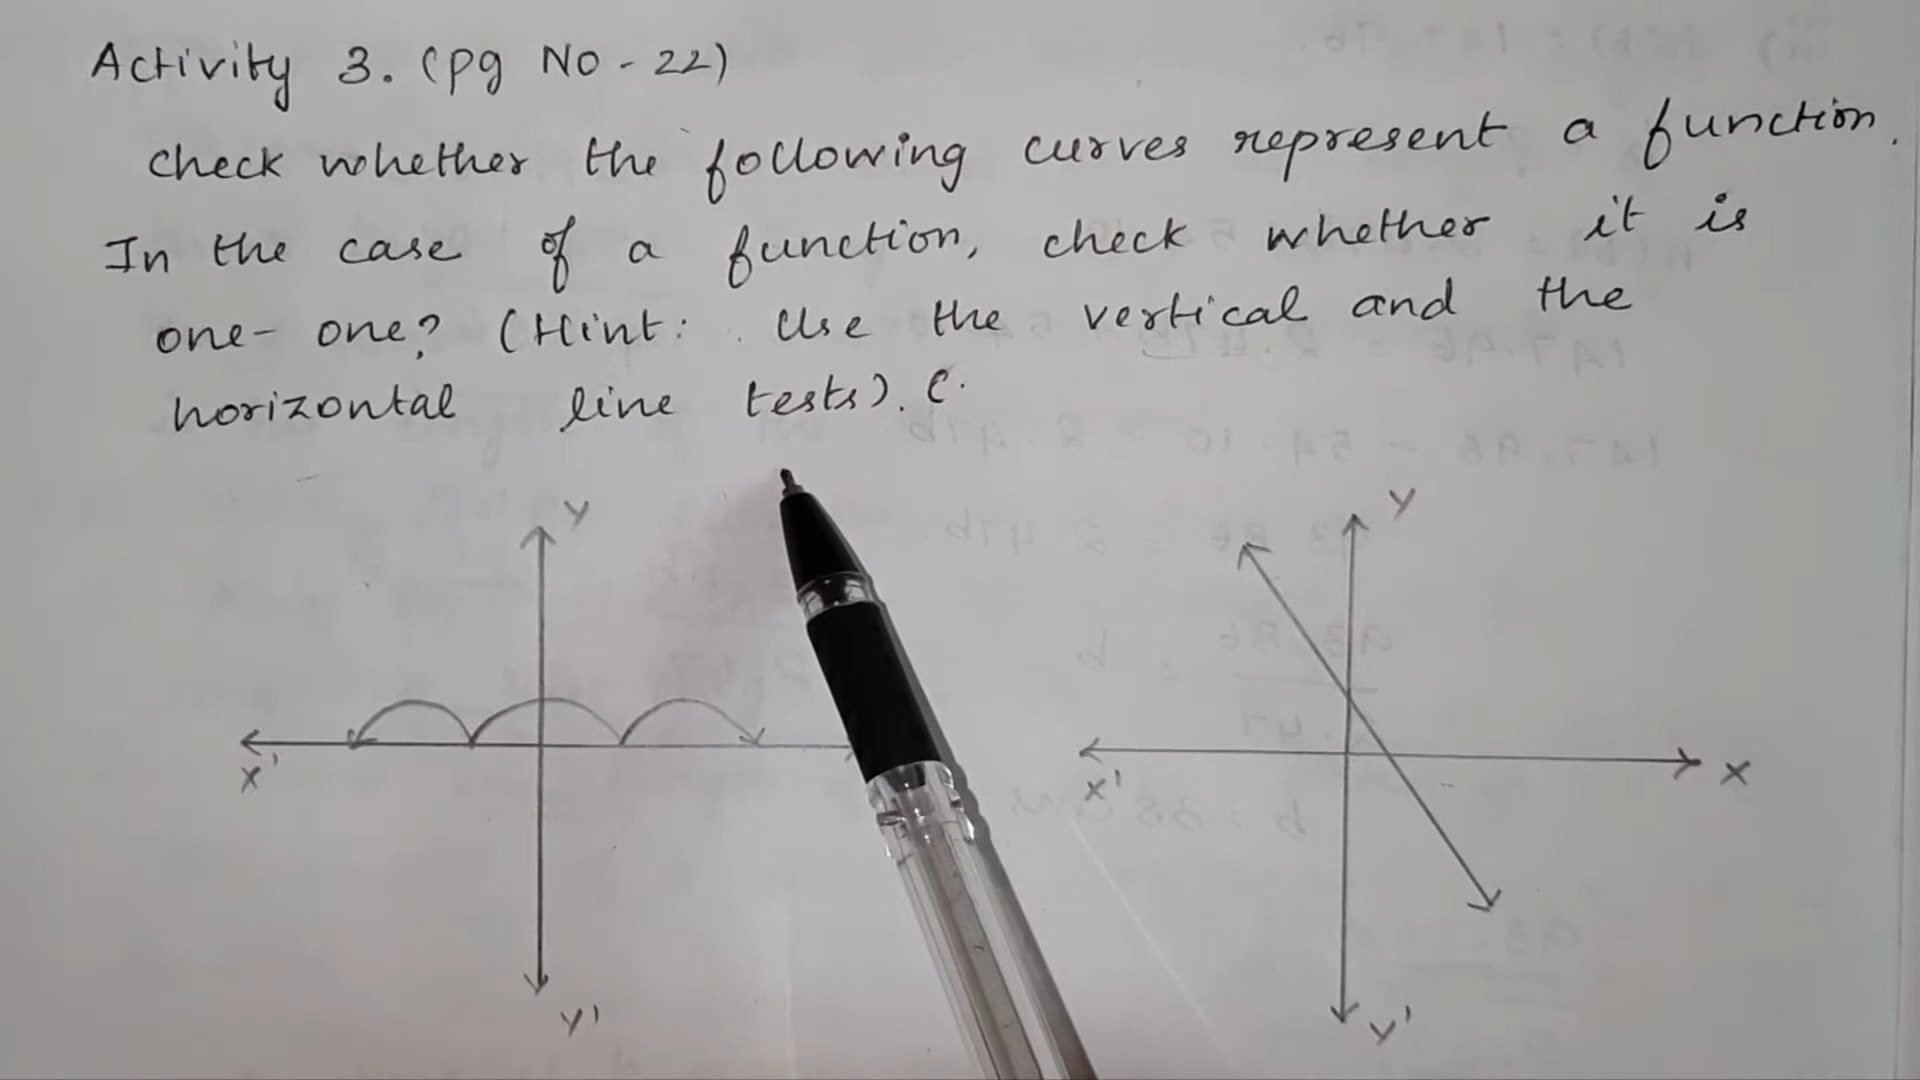 Activity 3. (pg No - 22)
check whether the following curves represent a function.
In the case of a function, check whether it is
one-one? (Hint: Use the vertical and the
horizontal line tests). (
Y
Y
X'
X'
X
Y'
Y'